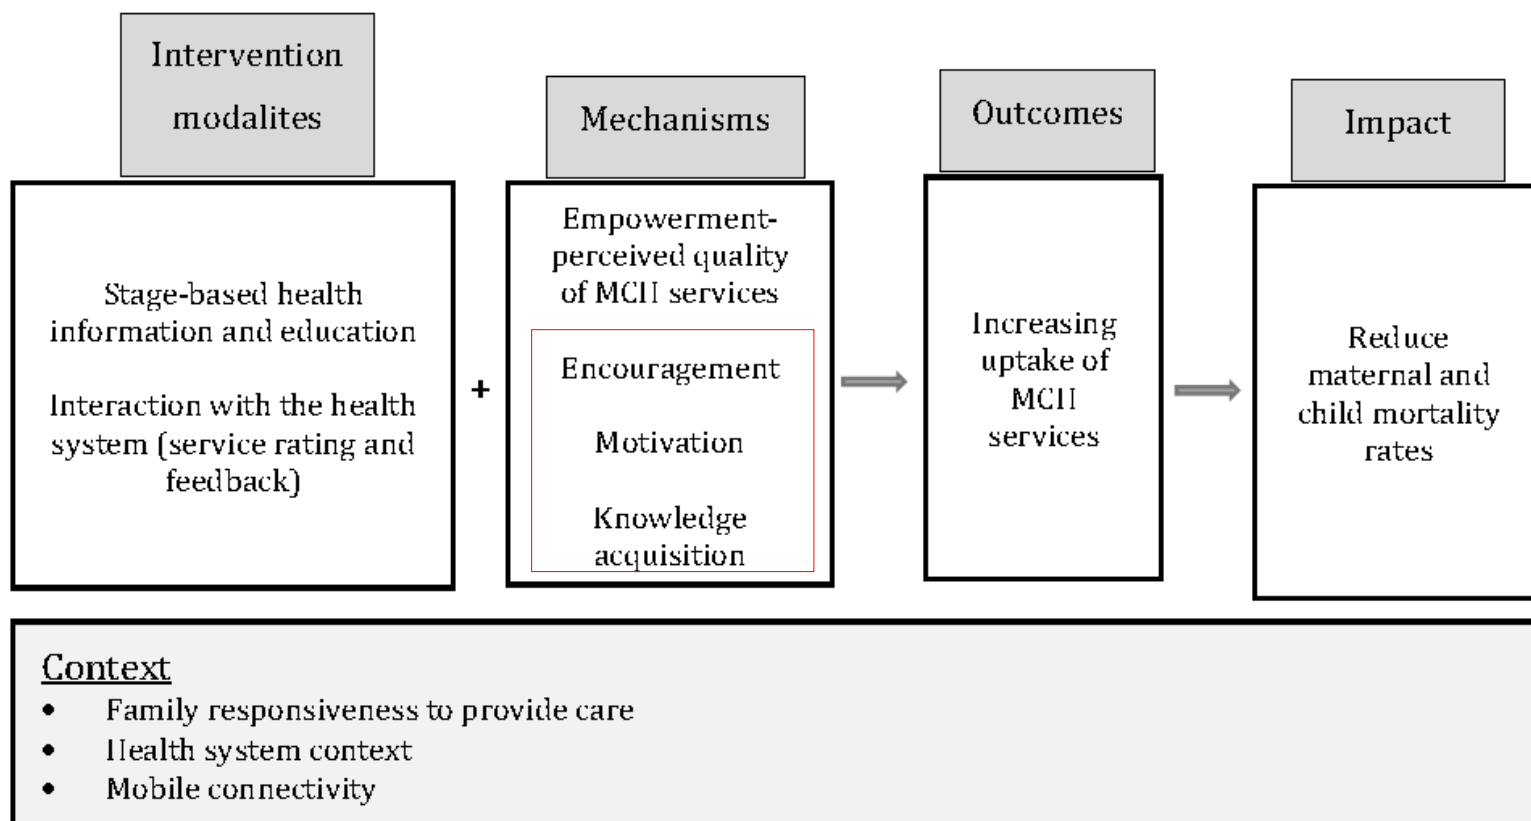 Intervention
modalites
Mechanisms
Outcomes
Impact
Stage-based health
information and education
Interaction with the health
system (service rating and
feedback)
+
Empowerment-
perceived quality
of MCH services
Encouragement
Motivation
Knowledge
acquisition
Increasing
uptake of
MCH
services
Reduce
maternal and
child mortality
rates
Context
• Family responsiveness to provide care
• Health system context
• Mobile connectivity